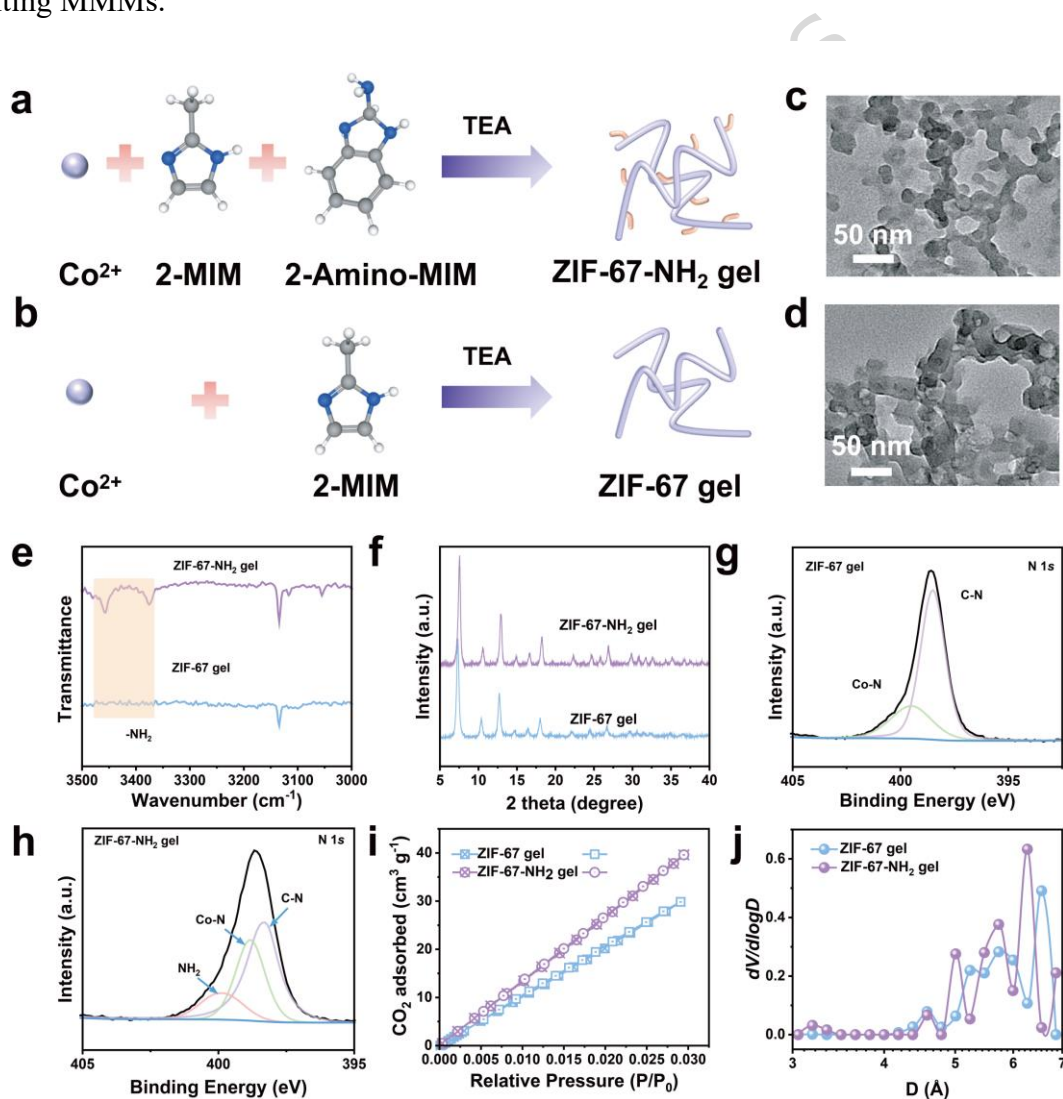 ting MMMs.
a
TEA
Co²⁺ 2-MIM 2-Amino-MIM ZIF-67-NH₂ gel
c
50 nm
b
TEA
Co²⁺ 2-MIM ZIF-67 gel
d
50 nm
e
ZIF-67-NH₂ gel
ZIF-67 gel
-NH₂
Transmittance
3500 3400 3300 3200 3100 3000
Wavenumber (cm⁻¹)
f
ZIF-67-NH₂ gel
ZIF-67 gel
Intensity (a.u.)
5 10 15 20 25 30 35 40
2 theta (degree)
g
ZIF-67 gel N 1s
C-N
Co-N
Intensity (a.u.)
405 400 395
Binding Energy (eV)
h
ZIF-67-NH₂ gel N 1s
C-N
Co-N
NH₂
Intensity (a.u.)
405 400 395
Binding Energy (eV)
i
ZIF-67 gel
ZIF-67-NH2 gel
CO₂ adsorbed (cm³ g⁻¹)
40
30
20
10
0
0.000 0.005 0.010 0.015 0.020 0.025 0.030
Relative Pressure (P/P₀)
j
ZIF-67 gel
ZIF-67-NH₂ gel
dV/dlogD
0.6
0.4
0.2
0.0
3 4 5 6 7
D (Å)